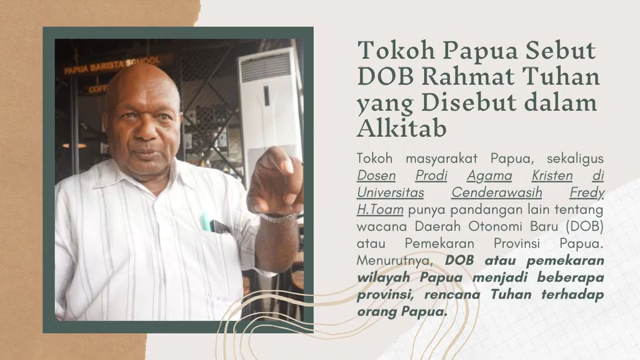 PAPUA BARISTA SCHOOL
Tokoh Papua Sebut
DOB Rahmat Tuhan
yang Disebut dalam
Alkitab
Tokoh masyarakat Papua, sekaligus
Dosen Prodi Agama Kristen di
Universitas Cenderawasih Fredy
H.Toam punya pandangan lain tentang
wacana Daerah Otonomi Baru (DOB)
atau Pemekaran Provinsi Papua.
Menurutnya, DOB atau pemekaran
wilayah Papua menjadi beberapa
provinsi, rencana Tuhan terhadap
orang Papua.